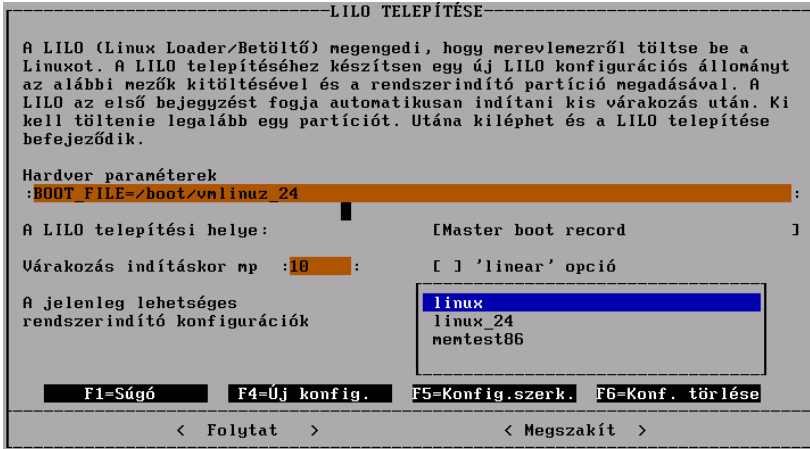 LILO TELEPÍTÉSE
A LILO (Linux Loader/Betöltő) megengedi, hogy merevlemezről töltse be a
Linuxot. A LILO telepítéséhez készítsen egy új LILO konfigurációs állományt
az alábbi mezők kitöltésével és a rendszerindító partíció megadásával. A
LILO az első bejegyzést fogja automatikusan indítani kis várakozás után. Ki
kell töltenie legalább egy partíciót. Utána kiléphet és a LILO telepítése
befejeződik.
Hardver paraméterek
:BOOT_FILE=/boot/vmlinuz_24 :
A LILO telepítési helye: [Master boot record ]
Várakozás indításkor mp :10 : [ ] 'linear' opció
A jelenleg lehetséges
rendszerindító konfigurációk
linux
linux_24
memtest86
F1=Súgó F4=Új konfig. F5=Konfig.szerk. F6=Konf. törlése
< Folytat > < Megszakít >